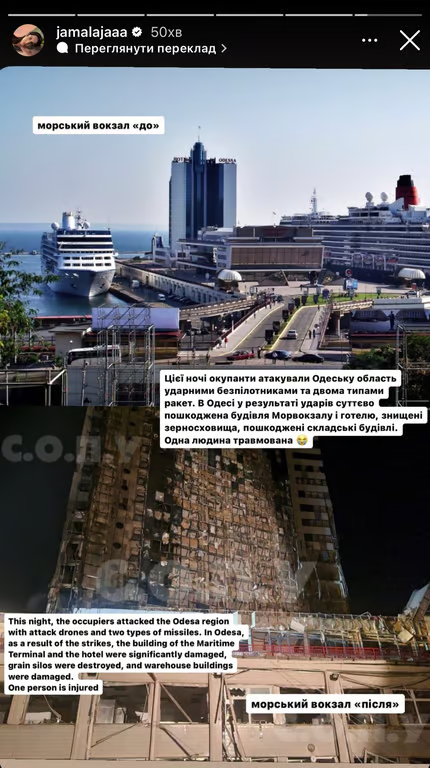 jamalajaaa 50хв
Переглянути переклад
морський вокзал «до»
HOTEL ODESA
Цієї ночі окупанти атакували Одеську область
ударними безпілотниками та двома типами
ракет. В Одесі у результаті ударів суттєво
пошкоджена будівля Морвокзалу і готелю, знищені
зерносховища, пошкоджені складські будівлі.
Одна людина травмована 😭
С.О.П.У
This night, the occupiers attacked the Odesa region
with attack drones and two types of missiles. In Odesa,
as a result of the strikes, the building of the Maritime
Terminal and the hotel were significantly damaged,
grain silos were destroyed, and warehouse buildings
were damaged.
One person is injured
морський вокзал «після»